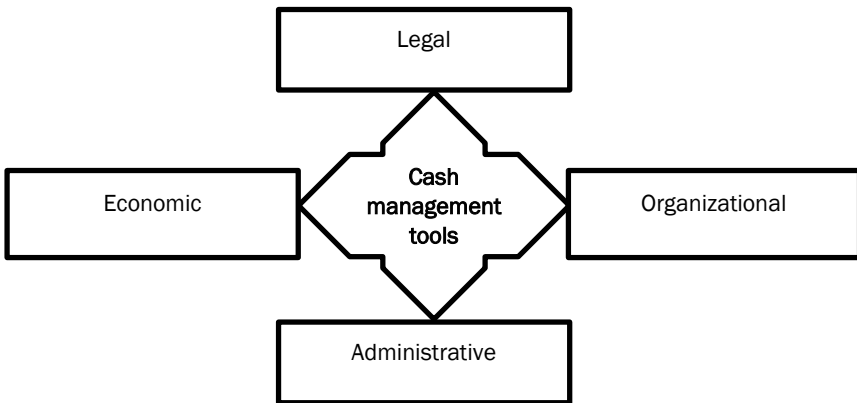 Legal
Economic
Cash
management
tools
Organizational
Administrative